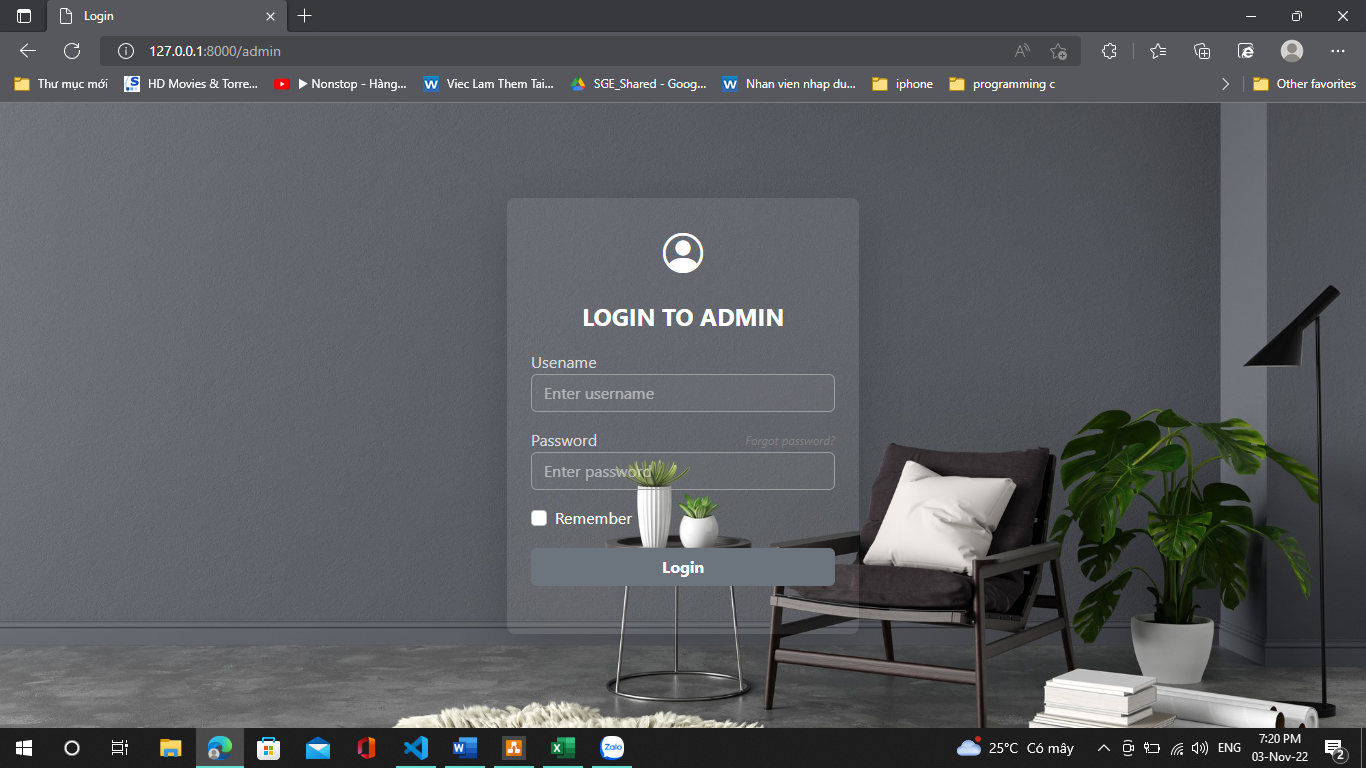 Login
127.0.0.1:8000/admin
Thư mục mới HD Movies & Torre... ▶ Nonstop - Hàng... Viec Lam Them Tai... SGE_Shared - Goog... Nhan vien nhap du... iphone programming c Other favorites
LOGIN TO ADMIN
Usename
Enter username
Password Forgot password?
Enter password
Remember
Login
25°C Có mây ENG 7:20 PM
03-Nov-22
Zalo
2